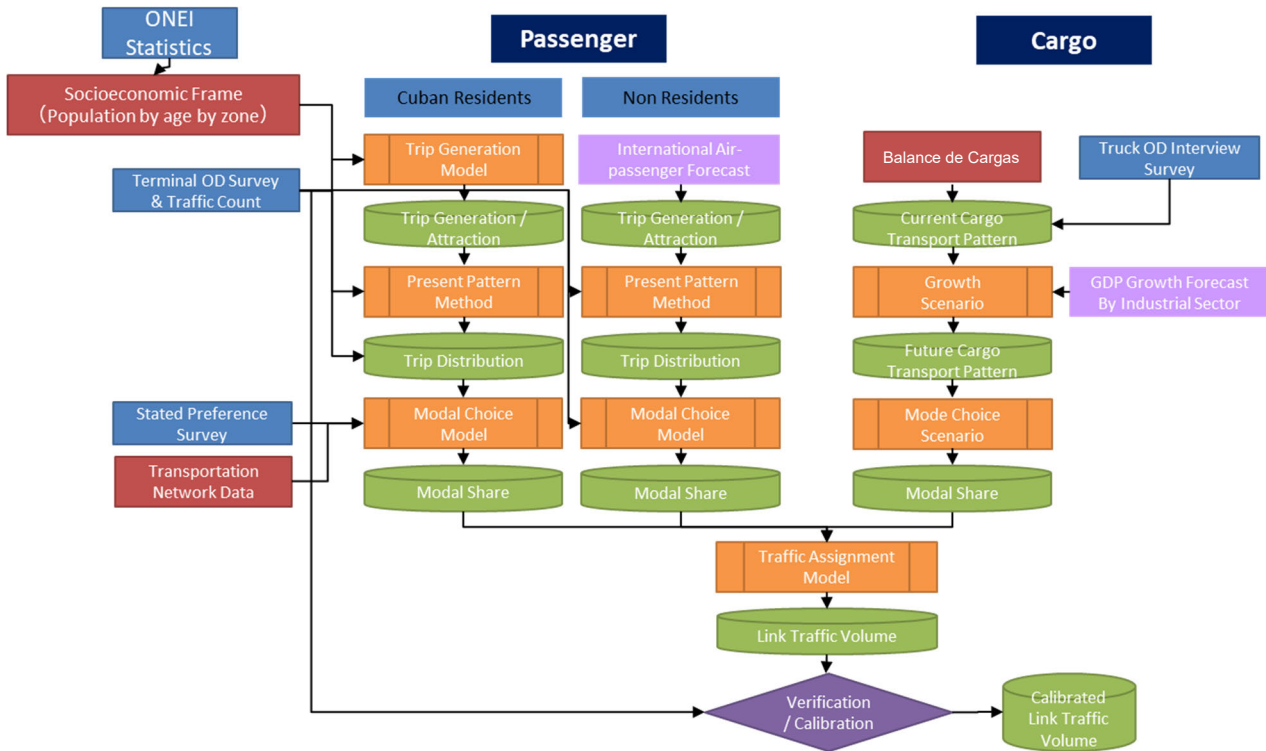 ONEI
Statistics
Passenger
Cargo
Socioeconomic Frame
（Population by age by zone）
Cuban Residents
Non Residents
Trip Generation
Model
International Air-
passenger Forecast
Balance de Cargas
Truck OD Interview
Survey
Terminal OD Survey
& Traffic Count
Trip Generation /
Attraction
Trip Generation /
Attraction
Current Cargo
Transport Pattern
Present Pattern
Method
Present Pattern
Method
Growth
Scenario
GDP Growth Forecast
By Industrial Sector
Trip Distribution
Trip Distribution
Future Cargo
Transport Pattern
Stated Preference
Survey
Modal Choice
Model
Modal Choice
Model
Mode Choice
Scenario
Transportation
Network Data
Modal Share
Modal Share
Modal Share
Traffic Assignment
Model
Link Traffic Volume
Verification
/ Calibration
Calibrated
Link Traffic
Volume